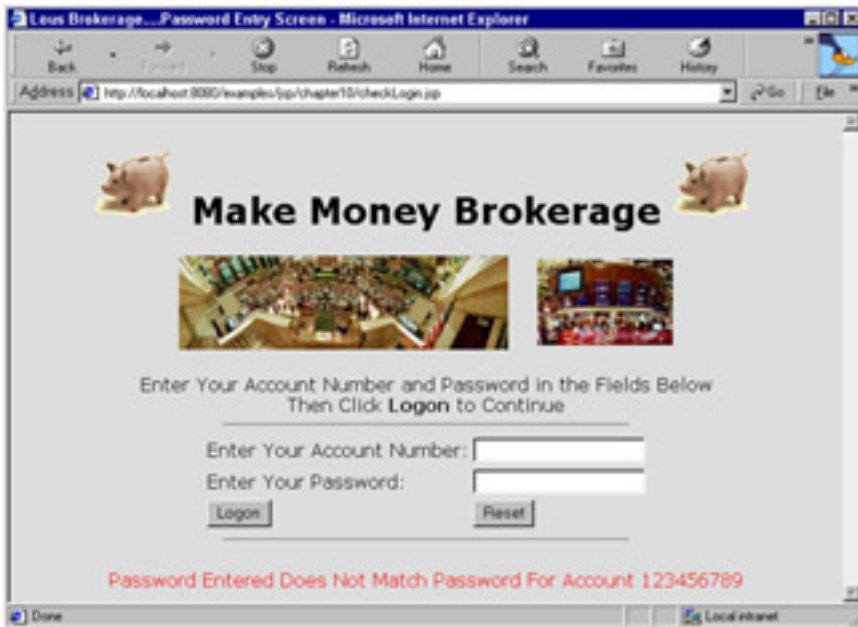 Lous Brokerage....Password Entry Screen - Microsoft Internet Explorer
Back Forward Stop Refresh Home Search Favorites History
Address http://localhost:8080/examples/jsp/chapter10/checkLogin.jsp Go File
Make Money Brokerage
Enter Your Account Number and Password in the Fields Below
Then Click Logon to Continue
Enter Your Account Number:
Enter Your Password:
Logon Reset
Password Entered Does Not Match Password For Account 123456789
Done Local intranet